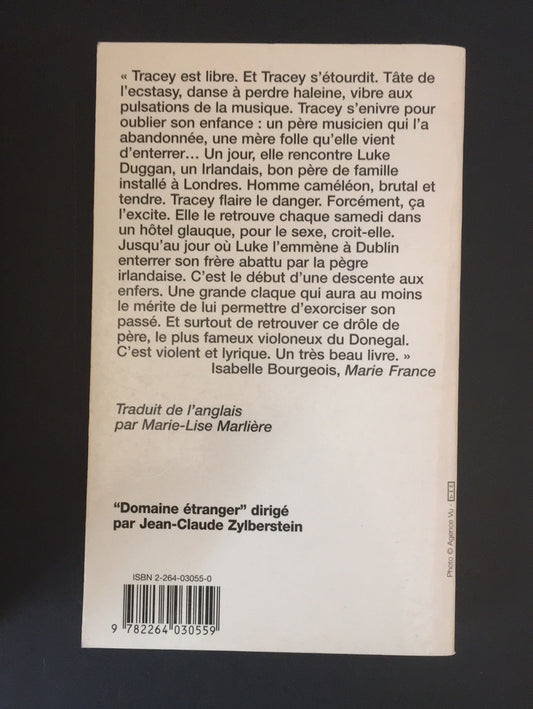 « Tracey est libre. Et Tracey s'étourdit. Tâte de
l'ecstasy, danse à perdre haleine, vibre aux
pulsations de la musique. Tracey s'enivre pour
oublier son enfance : un père musicien qui l'a
abandonnée, une mère folle qu'elle vient
d'enterrer... Un jour, elle rencontre Luke
Duggan, un Irlandais, bon père de famille
installé à Londres. Homme caméléon, brutal et
tendre. Tracey flaire le danger. Forcément, ça
l'excite. Elle le retrouve chaque samedi dans
un hôtel glauque, pour le sexe, croit-elle.
Jusqu'au jour où Luke l'emmène à Dublin
enterrer son frère abattu par la pègre
irlandaise. C'est le début d'une descente aux
enfers. Une grande claque qui aura au moins
le mérite de lui permettre d'exorciser son
passé. Et surtout de retrouver ce drôle de
père, le plus fameux violoneux du Donegal.
C'est violent et lyrique. Un très beau livre. »
Isabelle Bourgeois, Marie France
Traduit de l'anglais
par Marie-Lise Marlière
"Domaine étranger" dirigé
par Jean-Claude Zylberstein
ISBN 2-264-03055-0
9 782264 030559
Photo © Agence Vu -